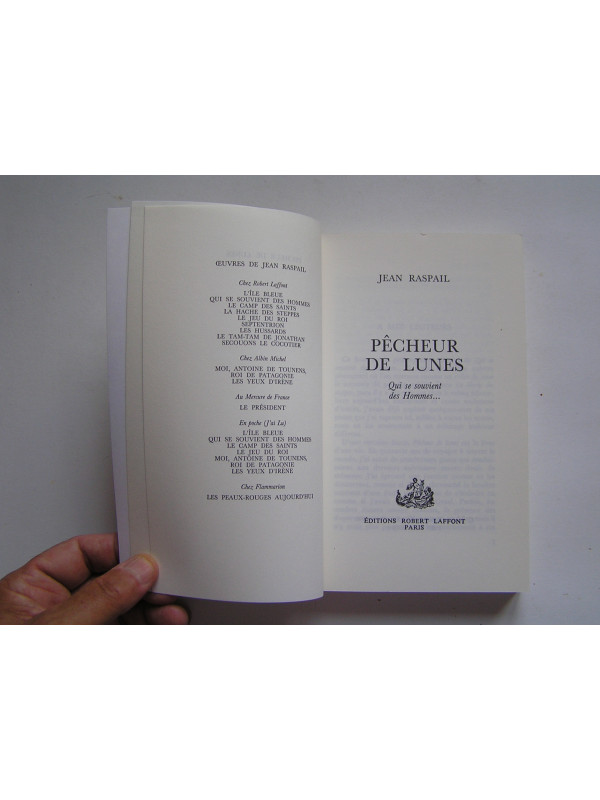 ŒUVRES DE JEAN RASPAIL
Chez Robert Laffont
L'ÎLE BLEUE
QUI SE SOUVIENT DES HOMMES
LE CAMP DES SAINTS
LA HACHE DES STEPPES
LE JEU DU ROI
SEPTENTRION
LES HUSSARDS
LE TAM-TAM DE JONATHAN
SECOUONS LE COCOTIER
Chez Albin Michel
MOI, ANTOINE DE TOUNENS,
ROI DE PATAGONIE
LES YEUX D'IRÈNE
Au Mercure de France
LE PRÉSIDENT
En poche (J'ai Lu)
L'ÎLE BLEUE
QUI SE SOUVIENT DES HOMMES
LE CAMP DES SAINTS
LE JEU DU ROI
MOI, ANTOINE DE TOUNENS,
ROI DE PATAGONIE
LES YEUX D'IRÈNE
Chez Flammarion
LES PEAUX-ROUGES AUJOURD'HUI
JEAN RASPAIL
PÊCHEUR
DE LUNES
Qui se souvient
des Hommes...
ÉDITIONS ROBERT LAFFONT
PARIS